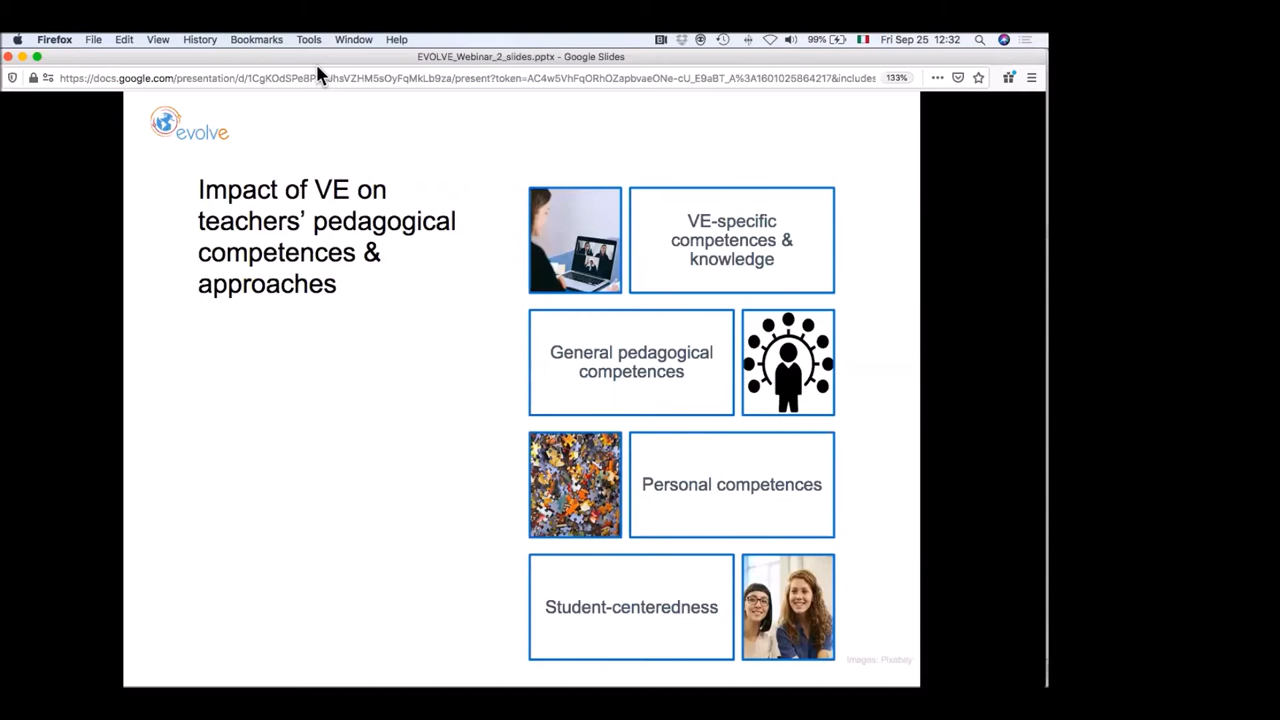 Firefox File Edit View History Bookmarks Tools Window Help 99% Fri Sep 25 12:32
EVOLVE_Webinar_2_slides.pptx - Google Slides
133%
evolve
Impact of VE on
teachers’ pedagogical
competences &
approaches
VE-specific
competences &
knowledge
General pedagogical
competences
Personal competences
Student-centeredness
Images: Pixabay